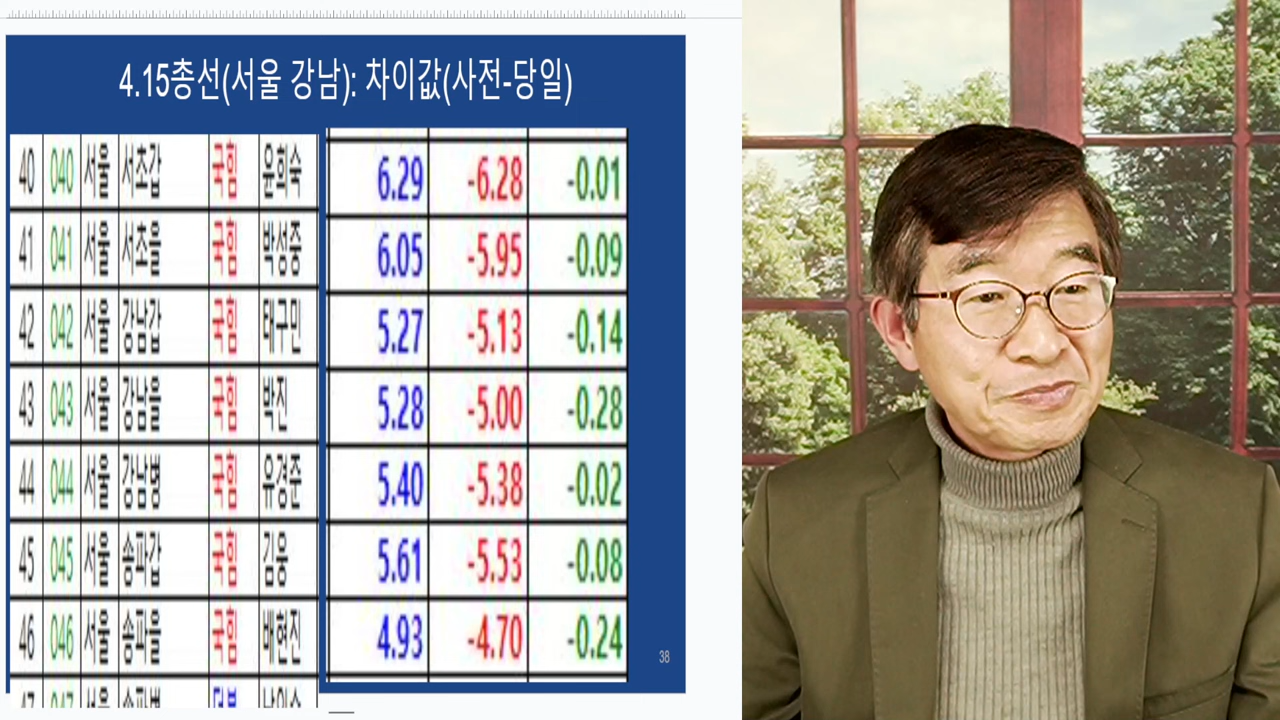 4.15총선(서울 강남): 차이값(사전-당일)
40 040 서울 서초갑 국힘 윤희숙 6.29 -6.28 -0.01
41 041 서울 서초을 국힘 박성중 6.05 -5.95 -0.09
42 042 서울 강남갑 국힘 태구민 5.27 -5.13 -0.14
43 043 서울 강남을 국힘 박진 5.28 -5.00 -0.28
44 044 서울 강남병 국힘 유경준 5.40 -5.38 -0.02
45 045 서울 송파갑 국힘 김웅 5.61 -5.53 -0.08
46 046 서울 송파을 국힘 배현진 4.93 -4.70 -0.24
47 047 서울 송파병
38